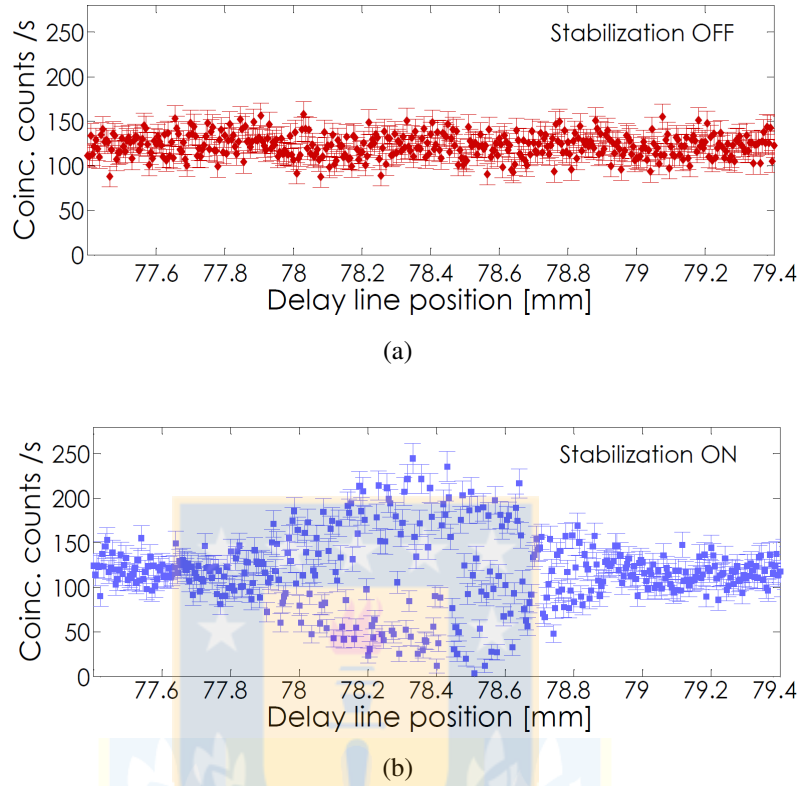 Stabilization OFF
Coinc. counts /s
250
200
150
100
50
0
77.6 77.8 78 78.2 78.4 78.6 78.8 79 79.2 79.4
Delay line position [mm]
(a)
Stabilization ON
Coinc. counts /s
250
200
150
100
50
0
77.6 77.8 78 78.2 78.4 78.6 78.8 79 79.2 79.4
Delay line position [mm]
(b)